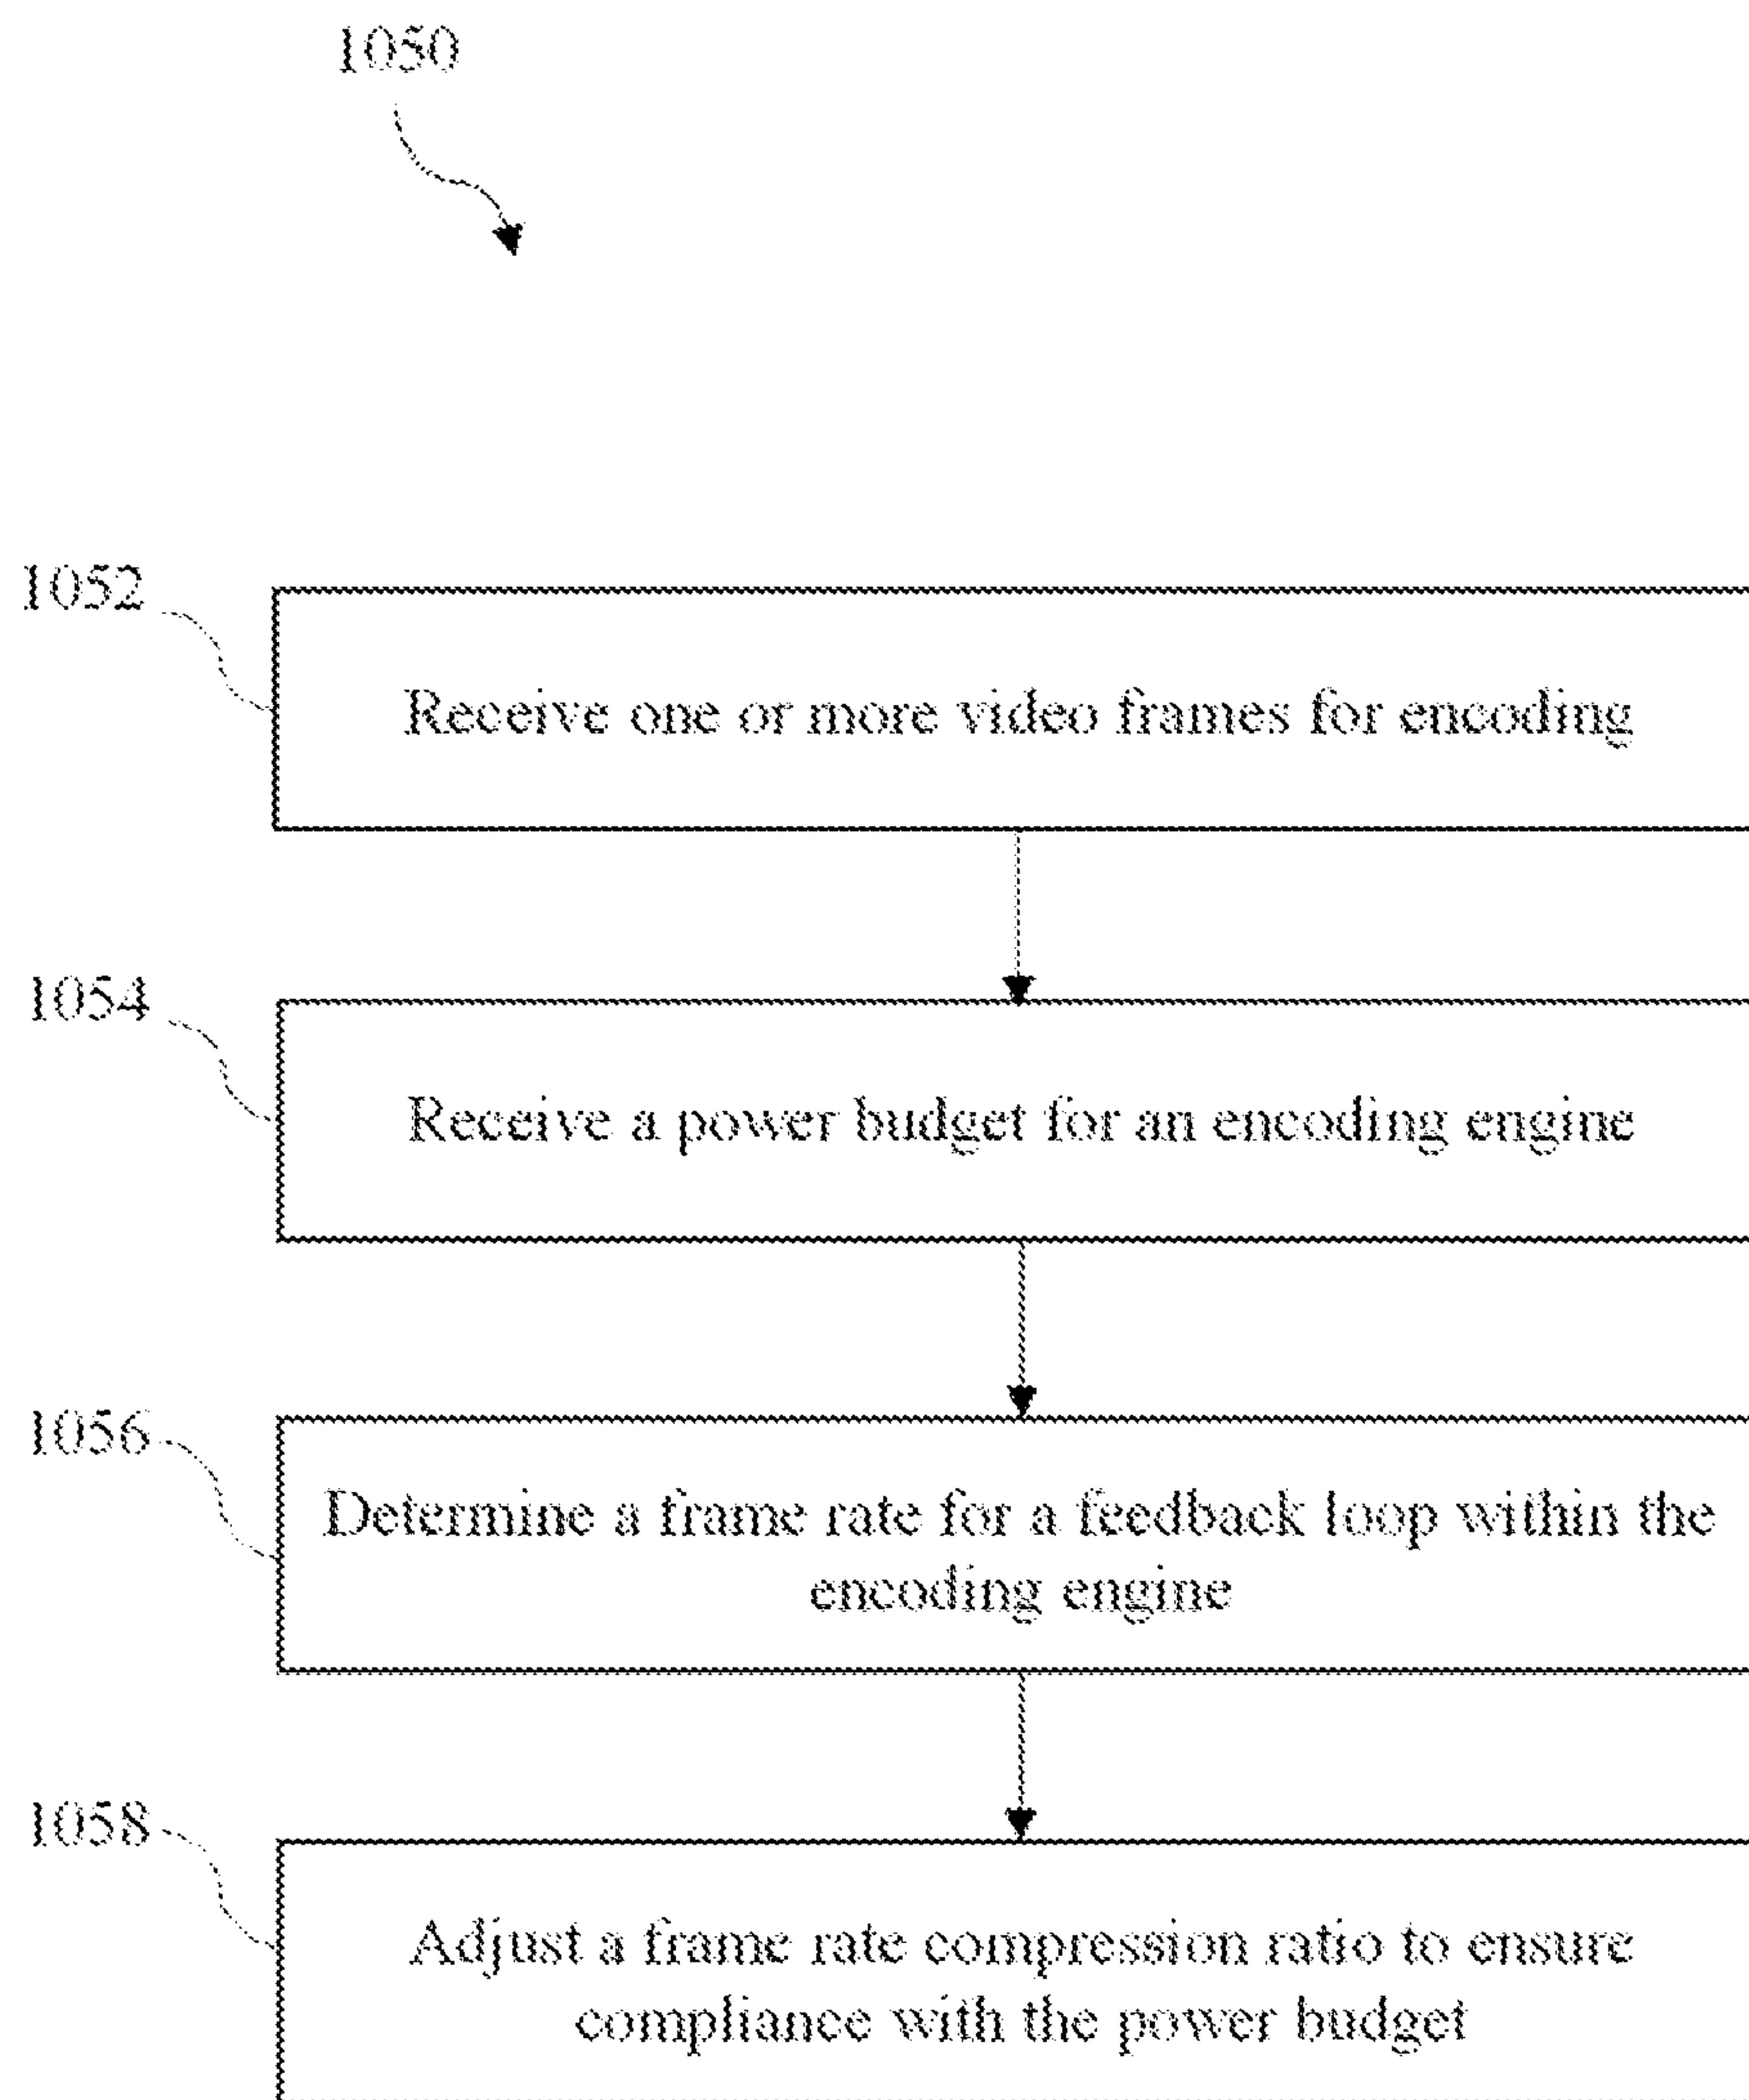 1050
1052
Receive one or more video frames for encoding
1054
Receive a power budget for an encoding engine
1056
Determine a frame rate for a feedback loop within the
encoding engine
1058
Adjust a frame rate compression ratio to ensure
compliance with the power budget